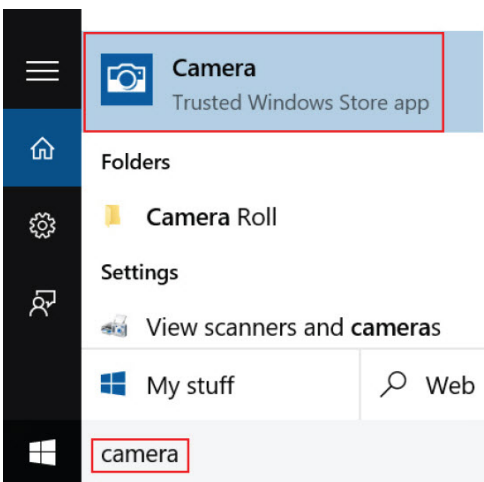 Camera
Trusted Windows Store app
Folders
Camera Roll
Settings
View scanners and cameras
My stuff
Web
camera